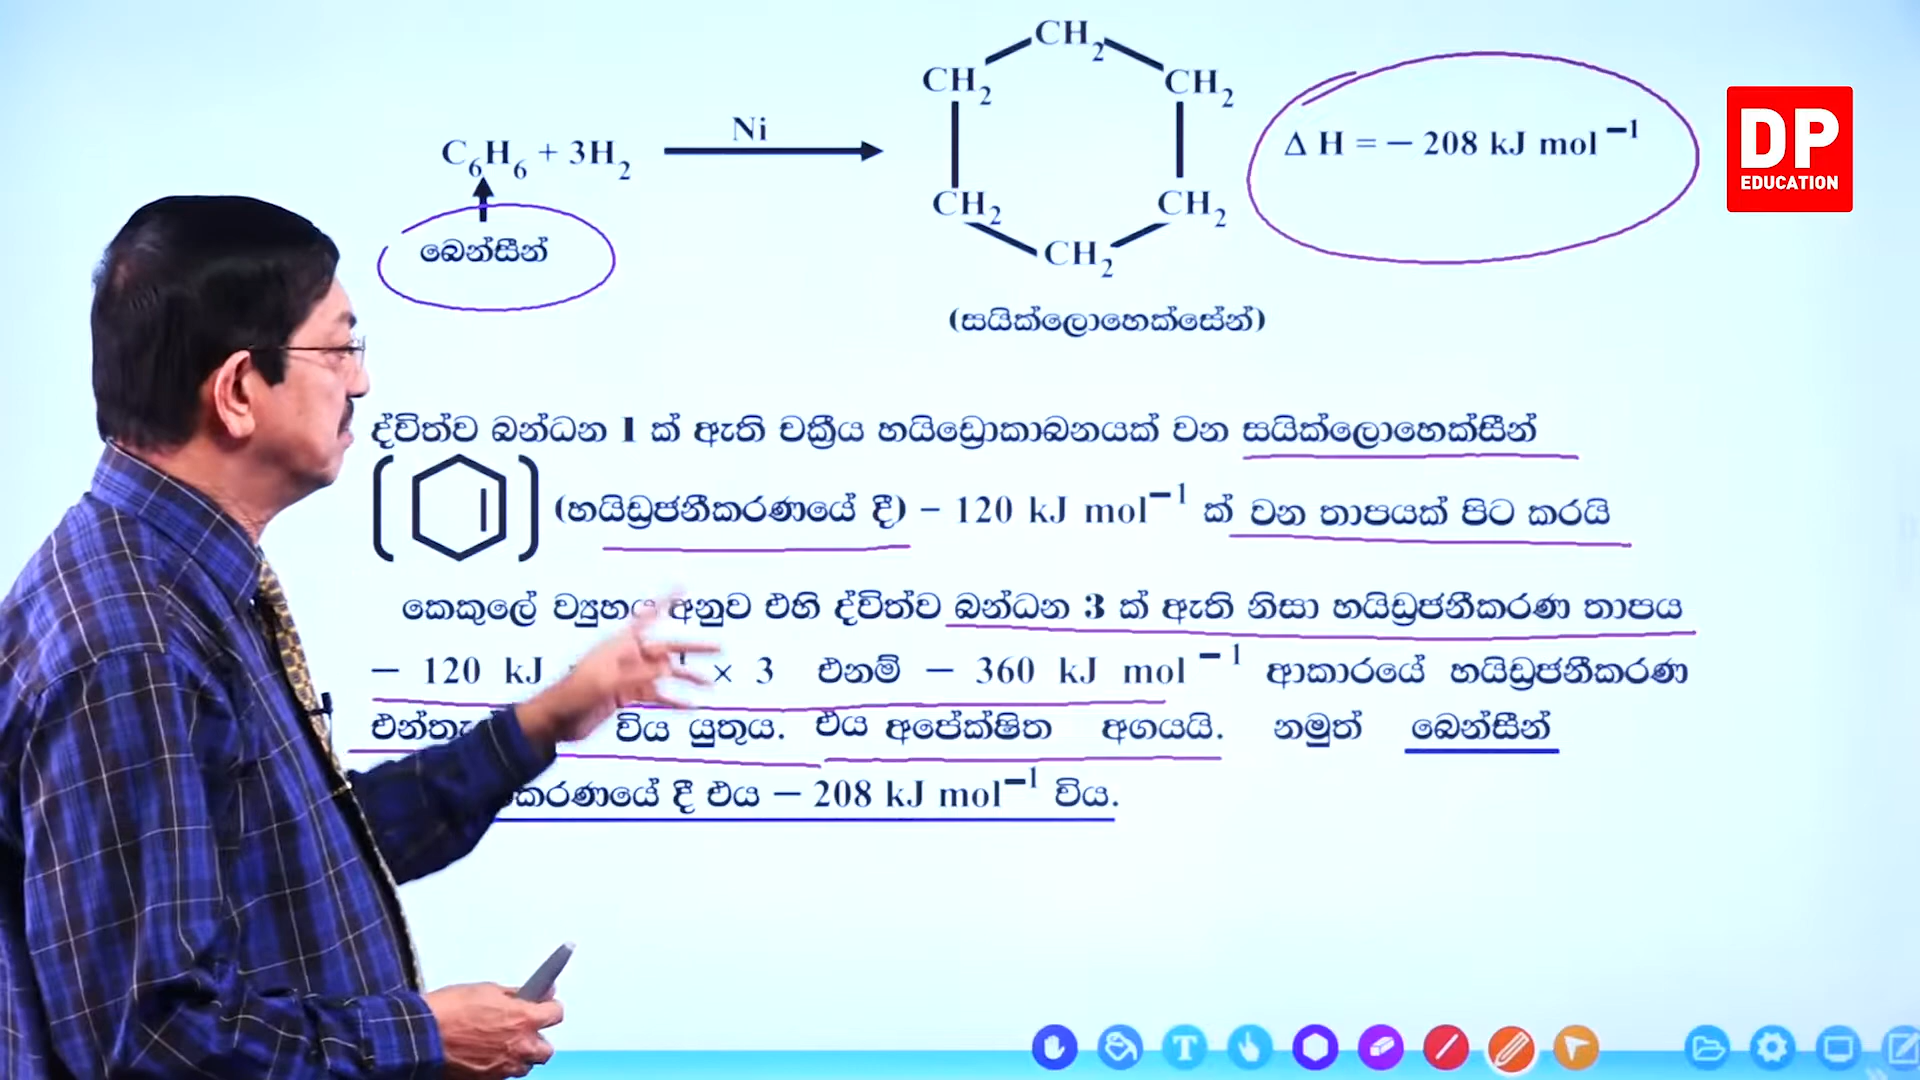 CH₂
CH₂ CH₂
DP
EDUCATION
C₆H₆ + 3H₂ Ni Δ H = – 208 kJ mol⁻¹
CH₂ CH₂
බෙන්සීන් CH₂
(සයික්ලොහෙක්සේන්)
ද්විත්ව බන්ධන 1 ක් ඇති චක්‍රීය හයිඩ්‍රොකාබනයක් වන සයික්ලොහෙක්සීන්
(හයිඩ්‍රජනීකරණයේ දී) – 120 kJ mol⁻¹ ක් වන තාපයක් පිට කරයි
කෙකුලේ ව්‍යුහය අනුව එහි ද්විත්ව බන්ධන 3 ක් ඇති නිසා හයිඩ්‍රජනීකරණ තාපය
– 120 kJ × 3 එනම් – 360 kJ mol⁻¹ ආකාරයේ හයිඩ්‍රජනීකරණ
විය යුතුය. එය අපේක්ෂිත අගයයි. නමුත් බෙන්සීන්
කරණයේ දී එය – 208 kJ mol⁻¹ විය.
T